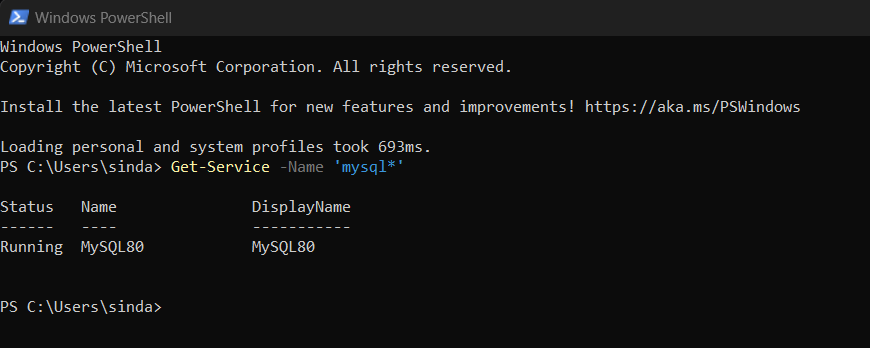 Windows PowerShell
Windows PowerShell
Copyright (C) Microsoft Corporation. All rights reserved.
Install the latest PowerShell for new features and improvements! https://aka.ms/PSWindows
Loading personal and system profiles took 693ms.
PS C:\Users\sinda> Get-Service -Name 'mysql*'
Status   Name               DisplayName
------   ----               -----------
Running  MySQL80            MySQL80
PS C:\Users\sinda>